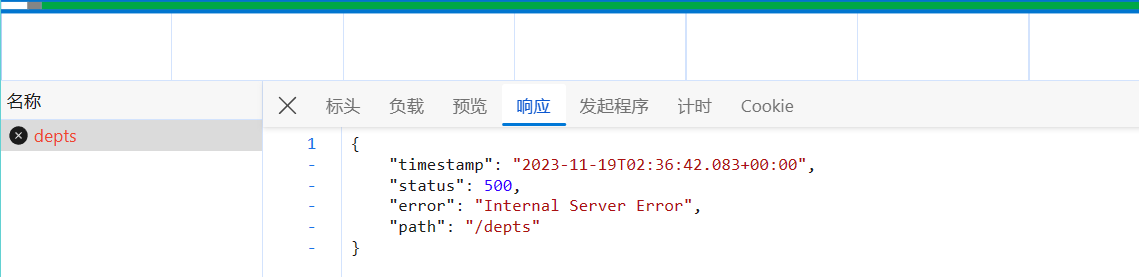 名称
depts
标头 负载 预览 响应 发起程序 计时 Cookie
1 {
- "timestamp": "2023-11-19T02:36:42.083+00:00",
- "status": 500,
- "error": "Internal Server Error",
- "path": "/depts"
- }